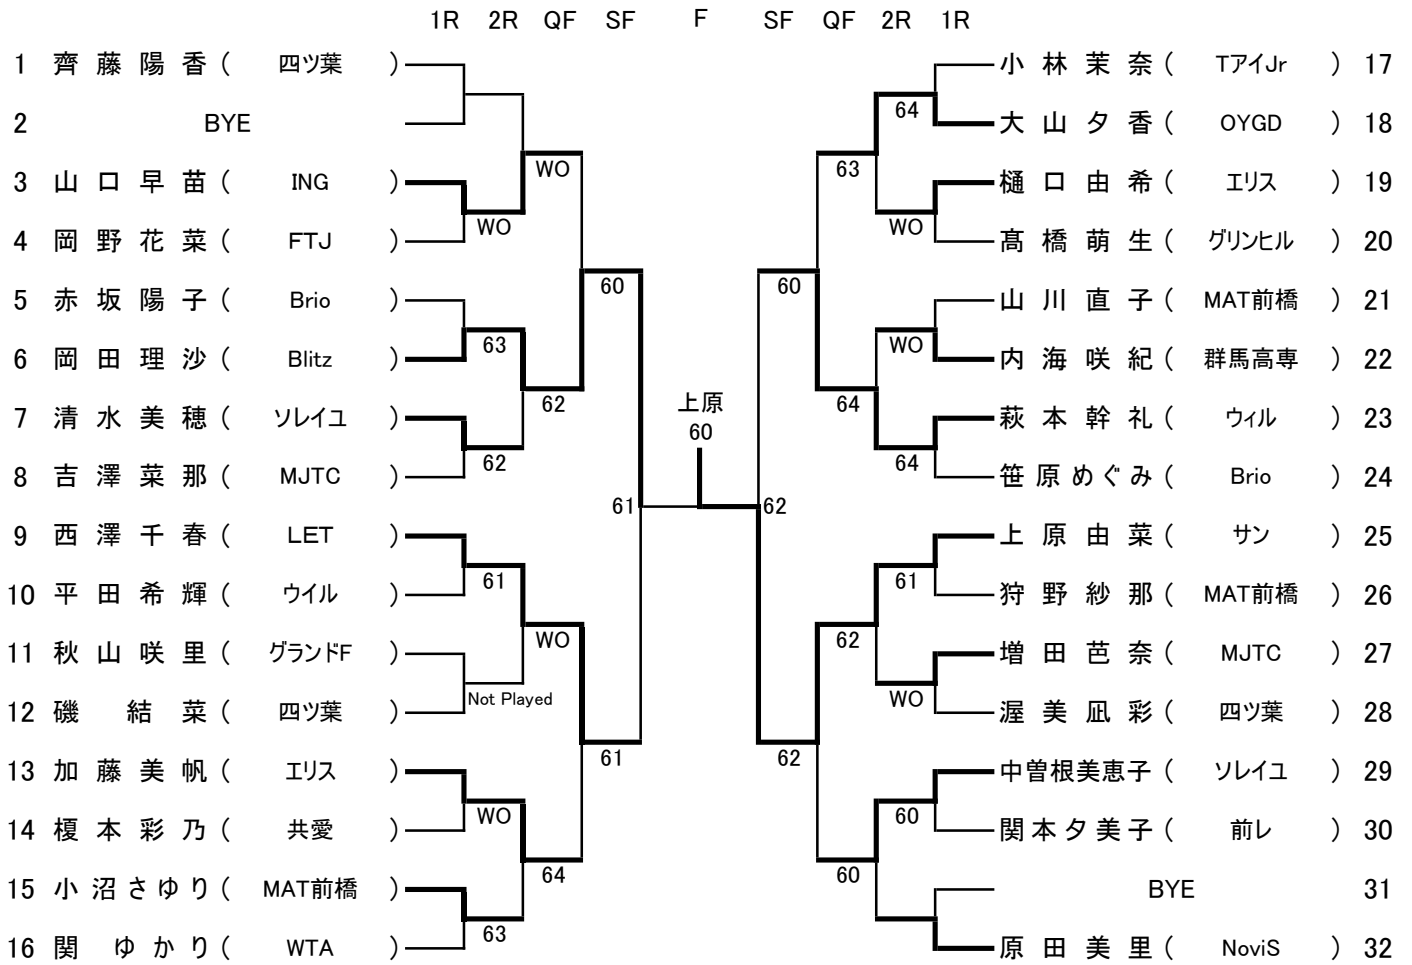 1R 2R QF SF F SF QF 2R 1R
1 齊藤陽香 ( 四ツ葉 ) 小林茉奈 ( TアイJr ) 17
64
2 BYE 大山夕香 ( OYGD ) 18
WO 63
3 山口早苗 ( ING ) 樋口由希 ( エリス ) 19
WO WO
4 岡野花菜 ( FTJ ) 髙橋萌生 ( グリンヒル ) 20
60 60
5 赤坂陽子 ( Brio ) 山川直子 ( MAT前橋 ) 21
63 WO
6 岡田理沙 ( Blitz ) 内海咲紀 ( 群馬高専 ) 22
62 上原 64
7 清水美穂 ( ソレイユ ) 萩本幹礼 ( ウィル ) 23
60
62 64
8 吉澤菜那 ( MJTC ) 笹原めぐみ ( Brio ) 24
61 62
9 西澤千春 ( LET ) 上原由菜 ( サン ) 25
61 61
10 平田希輝 ( ウイル ) 狩野紗那 ( MAT前橋 ) 26
WO 62
11 秋山咲里 ( グランドF ) 増田芭奈 ( MJTC ) 27
Not Played WO
12 磯結菜 ( 四ツ葉 ) 渥美凪彩 ( 四ツ葉 ) 28
61 62
13 加藤美帆 ( エリス ) 中曽根美恵子 ( ソレイユ ) 29
WO 60
14 榎本彩乃 ( 共愛 ) 関本夕美子 ( 前レ ) 30
64 60
15 小沼さゆり ( MAT前橋 ) BYE 31
63
16 関ゆかり ( WTA ) 原田美里 ( NoviS ) 32